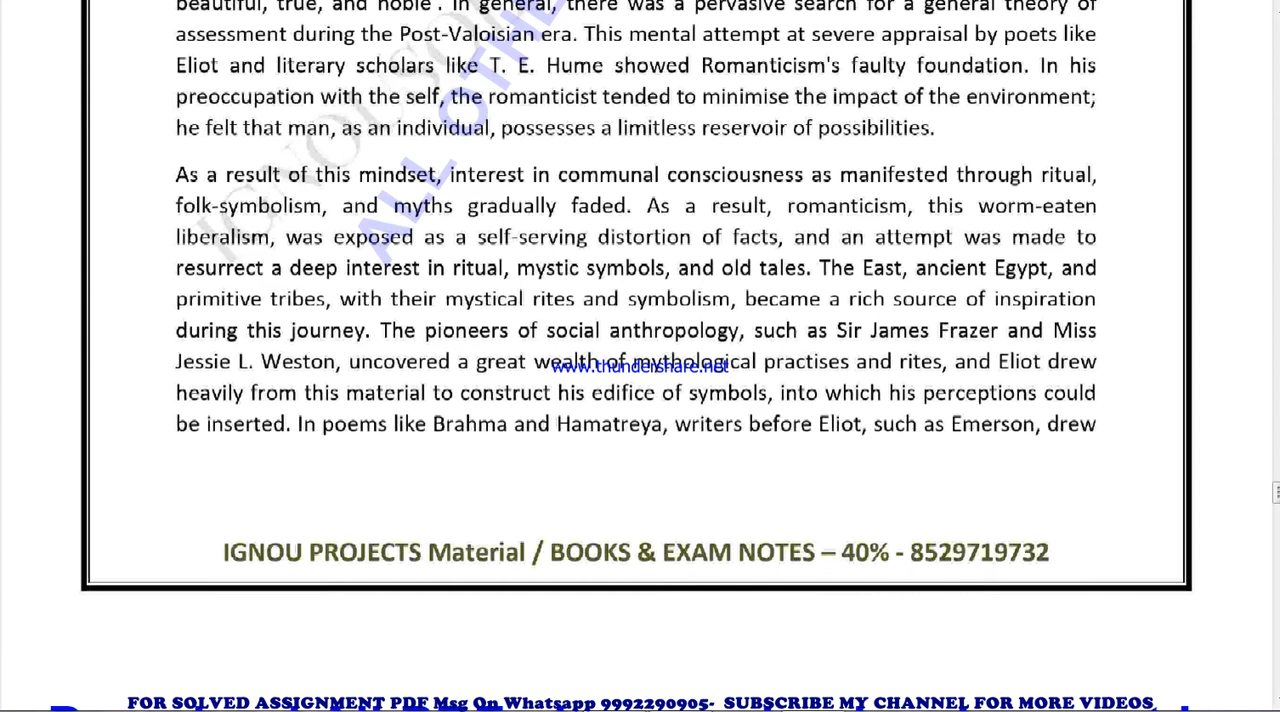 beautiful, true, and noble'. In general, there was a pervasive search for a general theory of
assessment during the Post-Valoisian era. This mental attempt at severe appraisal by poets like
Eliot and literary scholars like T. E. Hume showed Romanticism's faulty foundation. In his
preoccupation with the self, the romanticist tended to minimise the impact of the environment;
he felt that man, as an individual, possesses a limitless reservoir of possibilities.
As a result of this mindset, interest in communal consciousness as manifested through ritual,
folk-symbolism, and myths gradually faded. As a result, romanticism, this worm-eaten
liberalism, was exposed as a self-serving distortion of facts, and an attempt was made to
resurrect a deep interest in ritual, mystic symbols, and old tales. The East, ancient Egypt, and
primitive tribes, with their mystical rites and symbolism, became a rich source of inspiration
during this journey. The pioneers of social anthropology, such as Sir James Frazer and Miss
Jessie L. Weston, uncovered a great wealth of mythological practises and rites, and Eliot drew
www.thundershare.net
heavily from this material to construct his edifice of symbols, into which his perceptions could
be inserted. In poems like Brahma and Hamatreya, writers before Eliot, such as Emerson, drew
ALL OTHE
IGNOUSO
IGNOU PROJECTS Material / BOOKS & EXAM NOTES – 40% - 8529719732
FOR SOLVED ASSIGNMENT PDF Msg On Whatsapp 9992290905- SUBSCRIBE MY CHANNEL FOR MORE VIDEOS